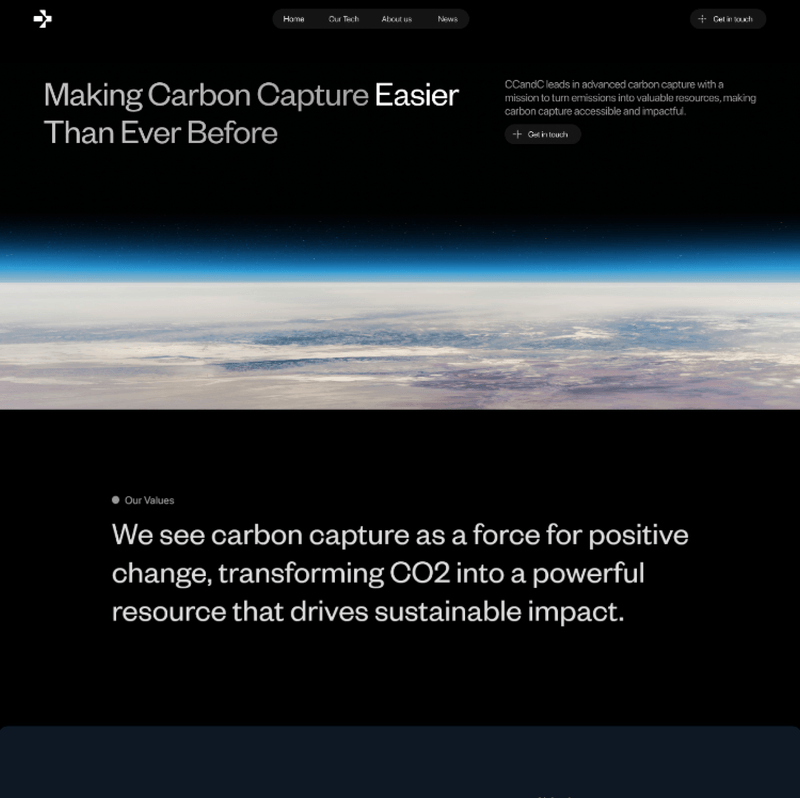 Home
Our Tech
About us
News
Get in touch
Making Carbon Capture Easier
Than Ever Before
CCandC leads in advanced carbon capture with a
mission to turn emissions into valuable resources, making
carbon capture accessible and impactful.
Get in touch
Our Values
We see carbon capture as a force for positive
change, transforming CO2 into a powerful
resource that drives sustainable impact.